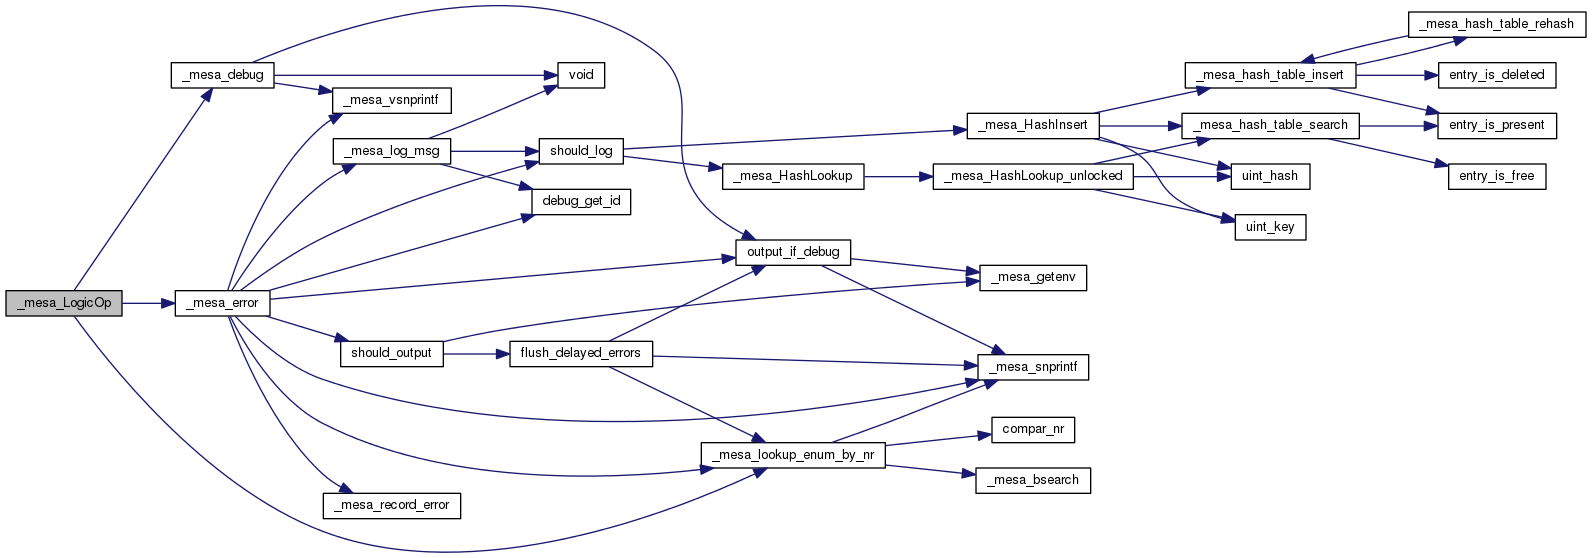 _mesa_LogicOp
_mesa_debug
_mesa_error
_mesa_vsnprintf
_mesa_log_msg
should_output
_mesa_record_error
void
should_log
debug_get_id
flush_delayed_errors
_mesa_HashLookup
output_if_debug
_mesa_lookup_enum_by_nr
_mesa_HashInsert
_mesa_HashLookup_unlocked
_mesa_getenv
_mesa_snprintf
compar_nr
_mesa_bsearch
_mesa_hash_table_insert
_mesa_hash_table_search
uint_hash
uint_key
_mesa_hash_table_rehash
entry_is_deleted
entry_is_present
entry_is_free